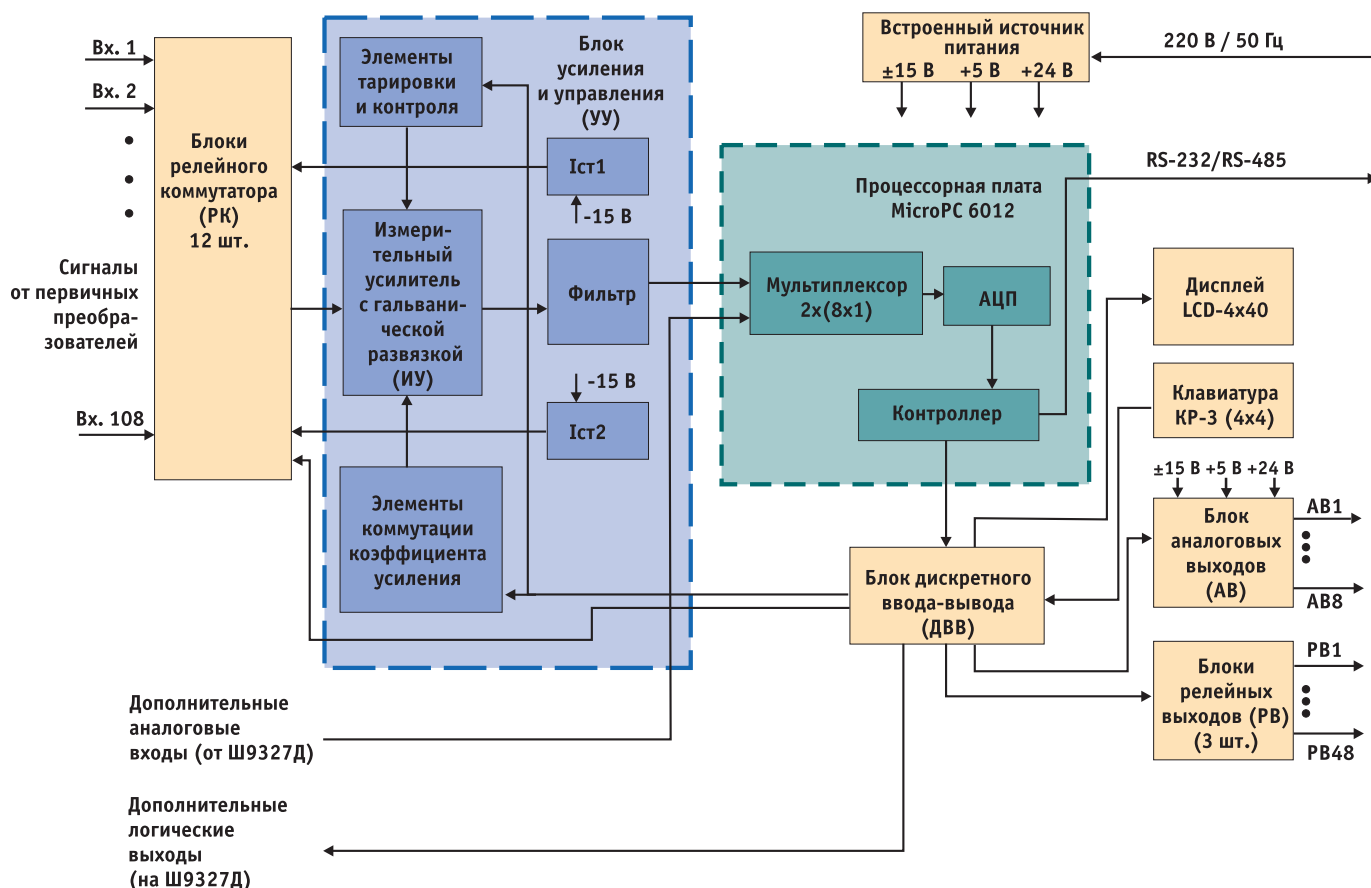 Вх. 1
Вх. 2
Блоки
релейного
коммутатора
(РК)
12 шт.
Сигналы
от первичных
преобра-
зователей
Вх. 108
Элементы
тарировки
и контроля
Блок
усиления
и управления
(УУ)
Iст1
-15 В
Измери-
тельный
усилитель
с гальвани-
ческой
развязкой
(ИУ)
Фильтр
-15 В
Iст2
Элементы
коммутации
коэффициента
усиления
Встроенный источник
питания
±15 В +5 В +24 В
220 В / 50 Гц
RS-232/RS-485
Процессорная плата
MicroPC 6012
Мультиплексор
2x(8x1)
АЦП
Контроллер
Дисплей
LCD-4x40
Клавиатура
КР-3 (4x4)
±15 В +5 В +24 В
Блок
аналоговых
выходов
(АВ)
АВ1
АВ8
Блок дискретного
ввода-вывода
(ДВВ)
Блоки
релейных
выходов (РВ)
(3 шт.)
РВ1
РВ48
Дополнительные
аналоговые
входы (от Ш9327Д)
Дополнительные
логические
выходы
(на Ш9327Д)